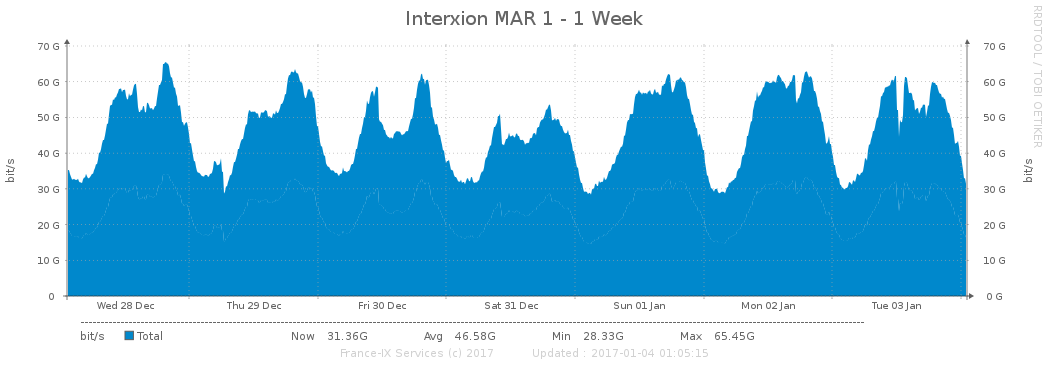 Interxion MAR 1 - 1 Week
RRDTOOL / TOBI OETIKER
70 G 70 G
60 G 60 G
50 G 50 G
40 G 40 G
30 G 30 G
20 G 20 G
10 G 10 G
0 0 G
bit/s bit/s
Wed 28 Dec Thu 29 Dec Fri 30 Dec Sat 31 Dec Sun 01 Jan Mon 02 Jan Tue 03 Jan
bit/s Total Now 31.36G Avg 46.58G Min 28.33G Max 65.45G
France-IX Services (c) 2017 Updated : 2017-01-04 01:05:15